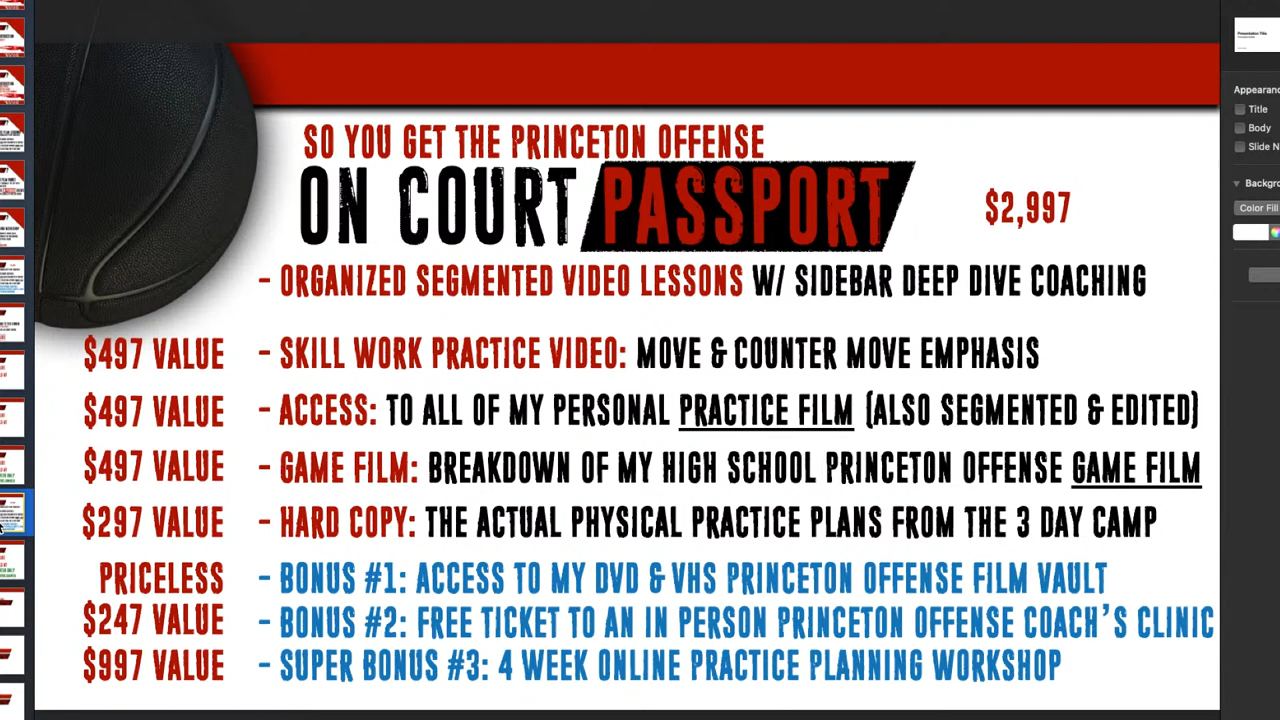 SO YOU GET THE PRINCETON OFFENSE
ON COURT PASSPORT
$2,997
- ORGANIZED SEGMENTED VIDEO LESSONS W/ SIDEBAR DEEP DIVE COACHING
$497 VALUE - SKILL WORK PRACTICE VIDEO: MOVE & COUNTER MOVE EMPHASIS
$497 VALUE - ACCESS: TO ALL OF MY PERSONAL PRACTICE FILM (ALSO SEGMENTED & EDITED)
$497 VALUE - GAME FILM: BREAKDOWN OF MY HIGH SCHOOL PRINCETON OFFENSE GAME FILM
$297 VALUE - HARD COPY: THE ACTUAL PHYSICAL PRACTICE PLANS FROM THE 3 DAY CAMP
PRICELESS - BONUS #1: ACCESS TO MY DVD & VHS PRINCETON OFFENSE FILM VAULT
$247 VALUE - BONUS #2: FREE TICKET TO AN IN PERSON PRINCETON OFFENSE COACH'S CLINIC
$997 VALUE - SUPER BONUS #3: 4 WEEK ONLINE PRACTICE PLANNING WORKSHOP
Presentation Title
Appearanc
Title
Body
Slide N
Backgro
Color Fill